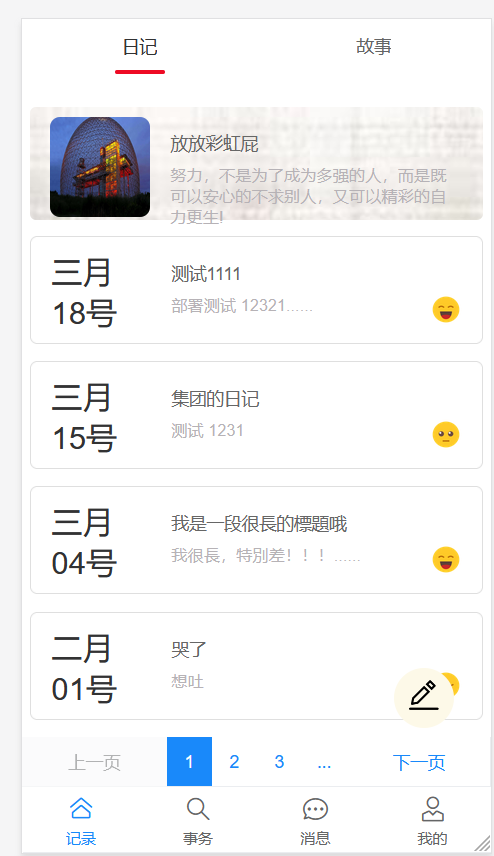 日记
故事
放放彩虹屁
努力，不是为了成为多强的人，而是既
可以安心的不求别人，又可以精彩的自
力更生!
三月
18号
测试1111
部署测试 12321......
三月
15号
集团的日记
测试 1231
三月
04号
我是一段很長的標題哦
我很長，特別差！！！......
二月
01号
哭了
想吐
上一页 1 2 3 ... 下一页
记录 事务 消息 我的